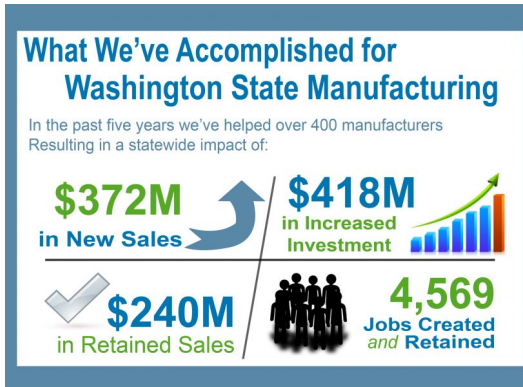 What We've Accomplished for
Washington State Manufacturing
In the past five years we've helped over 400 manufacturers
Resulting in a statewide impact of:
$372M
in New Sales
$418M
in Increased
Investment
$240M
in Retained Sales
4,569
Jobs Created
and Retained